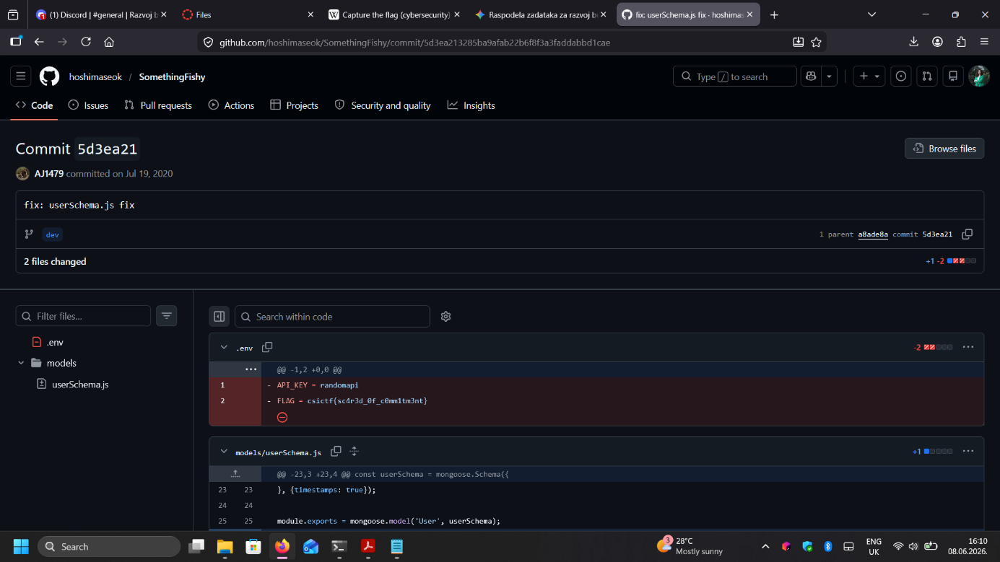 (1) Discord | #general | Razvoj b
Files
Capture the flag (cybersecurity)
Raspodela zadataka za razvoj b
fix: userSchema.js fix · hoshimas
github.com/hoshimaseok/SomethingFishy/commit/5d3ea213285ba9afab22b6f8f3a3faddabbd1cae
hoshimaseok / SomethingFishy
Type / to search
Code
Issues
Pull requests
Actions
Projects
Security and quality
Insights
Commit 5d3ea21
Browse files
AJ1479 committed on Jul 19, 2020
fix: userSchema.js fix
dev
1 parent a8ade8a commit 5d3ea21
2 files changed
+1 -2
Filter files...
Search within code
.env
models
userSchema.js
.env
-2
@@ -1,2 +0,0 @@
1 - API_KEY = randomapi
2 - FLAG = csictf{sc4r3d_0f_c0mm1tm3nt}
models/userSchema.js
+1
@@ -23,3 +23,4 @@ const userSchema = mongoose.Schema({
23 23 }, {timestamps: true});
24 24
25 25 module.exports = mongoose.model('User', userSchema);
Search
3
28°C
Mostly sunny
ENG
UK
16:10
08.06.2026.